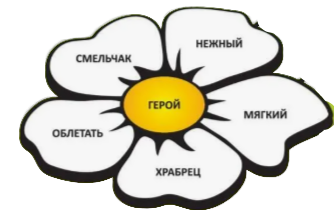 НЕЖНЫЙ
СМЕЛЬЧАК
ГЕРОЙ
МЯГКИЙ
ОБЛЕТАТЬ
ХРАБРЕЦ